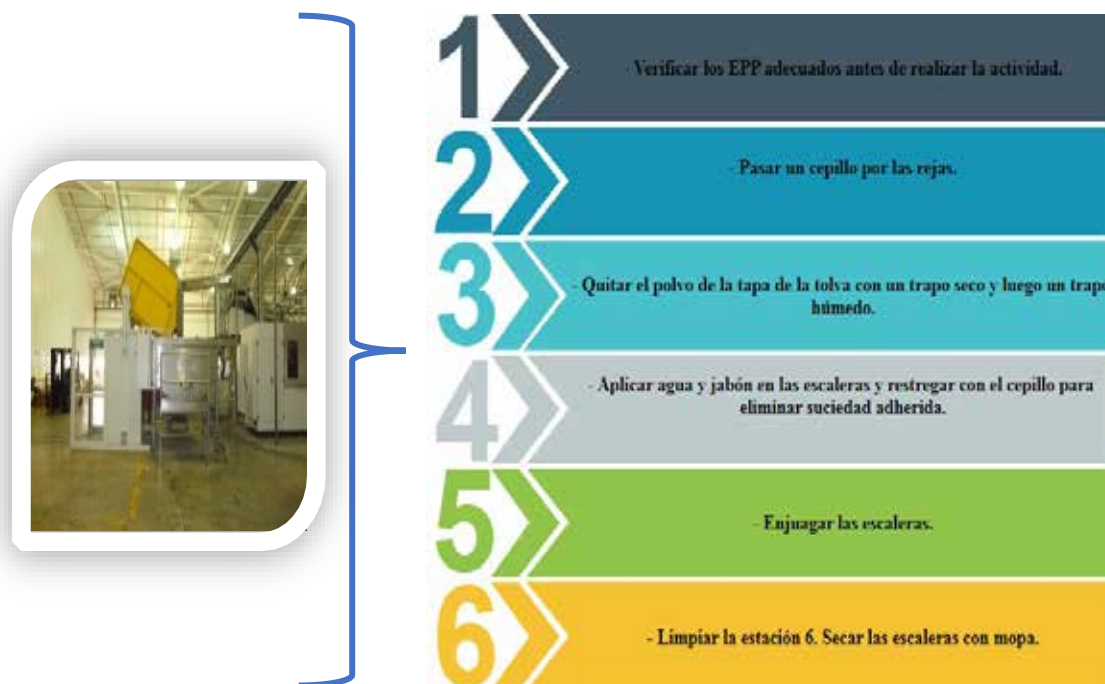 1
- Verificar los EPP adecuados antes de realizar la actividad.
2
- Pasar un cepillo por las rejas.
3
- Quitar el polvo de la tapa de la tolva con un trapo seco y luego un trapo
húmedo.
4
- Aplicar agua y jabón en las escaleras y restregar con el cepillo para
eliminar suciedad adherida.
5
- Enjuagar las escaleras.
6
- Limpiar la estación 6. Secar las escaleras con mopa.